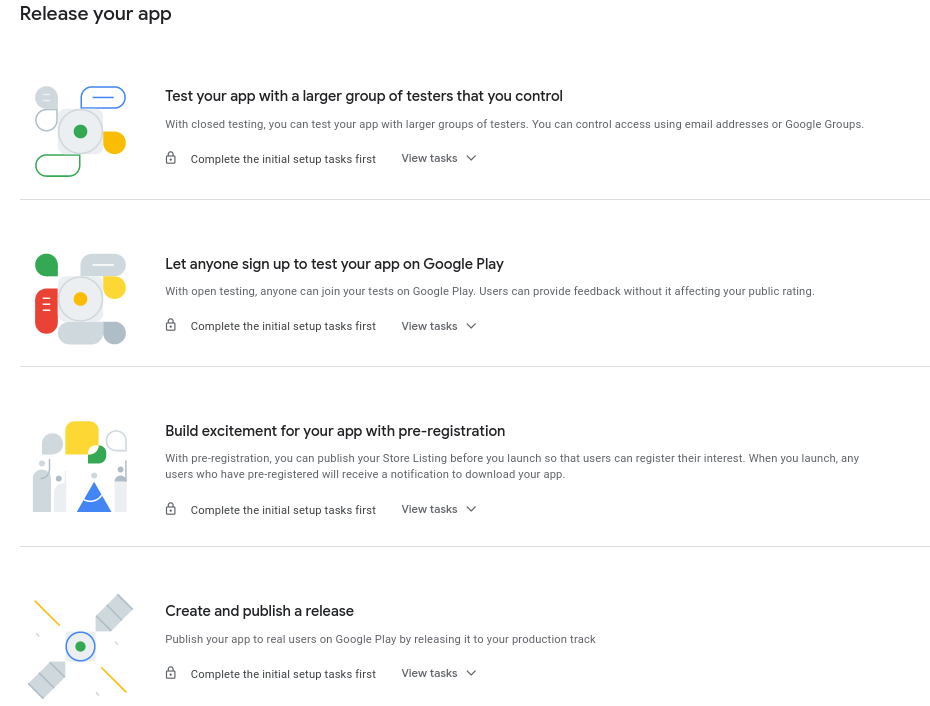 Release your app
Test your app with a larger group of testers that you control
With closed testing, you can test your app with larger groups of testers. You can control access using email addresses or Google Groups.
Complete the initial setup tasks first View tasks
Let anyone sign up to test your app on Google Play
With open testing, anyone can join your tests on Google Play. Users can provide feedback without it affecting your public rating.
Complete the initial setup tasks first View tasks
Build excitement for your app with pre-registration
With pre-registration, you can publish your Store Listing before you launch so that users can register their interest. When you launch, any
users who have pre-registered will receive a notification to download your app.
Complete the initial setup tasks first View tasks
Create and publish a release
Publish your app to real users on Google Play by releasing it to your production track
Complete the initial setup tasks first View tasks